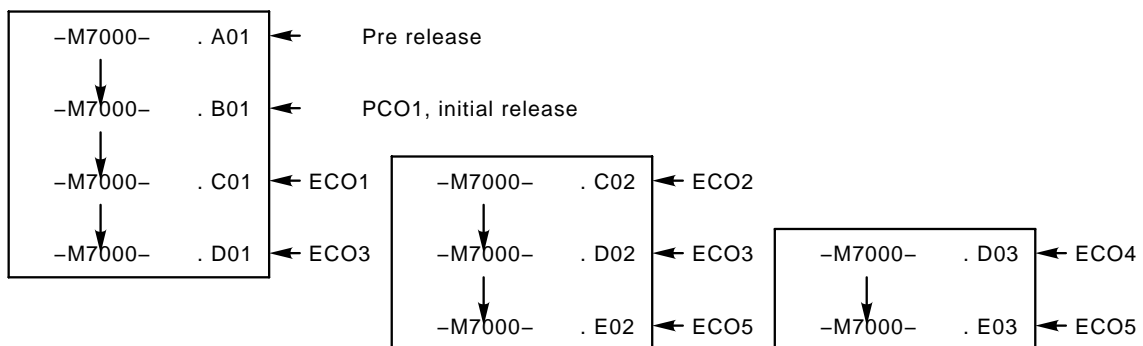 –M7000– . A01 Pre release
–M7000– . B01 PCO1, initial release
–M7000– . C01 ECO1 –M7000– . C02 ECO2
–M7000– . D01 ECO3 –M7000– . D02 ECO3 –M7000– . D03 ECO4
–M7000– . E02 ECO5 –M7000– . E03 ECO5